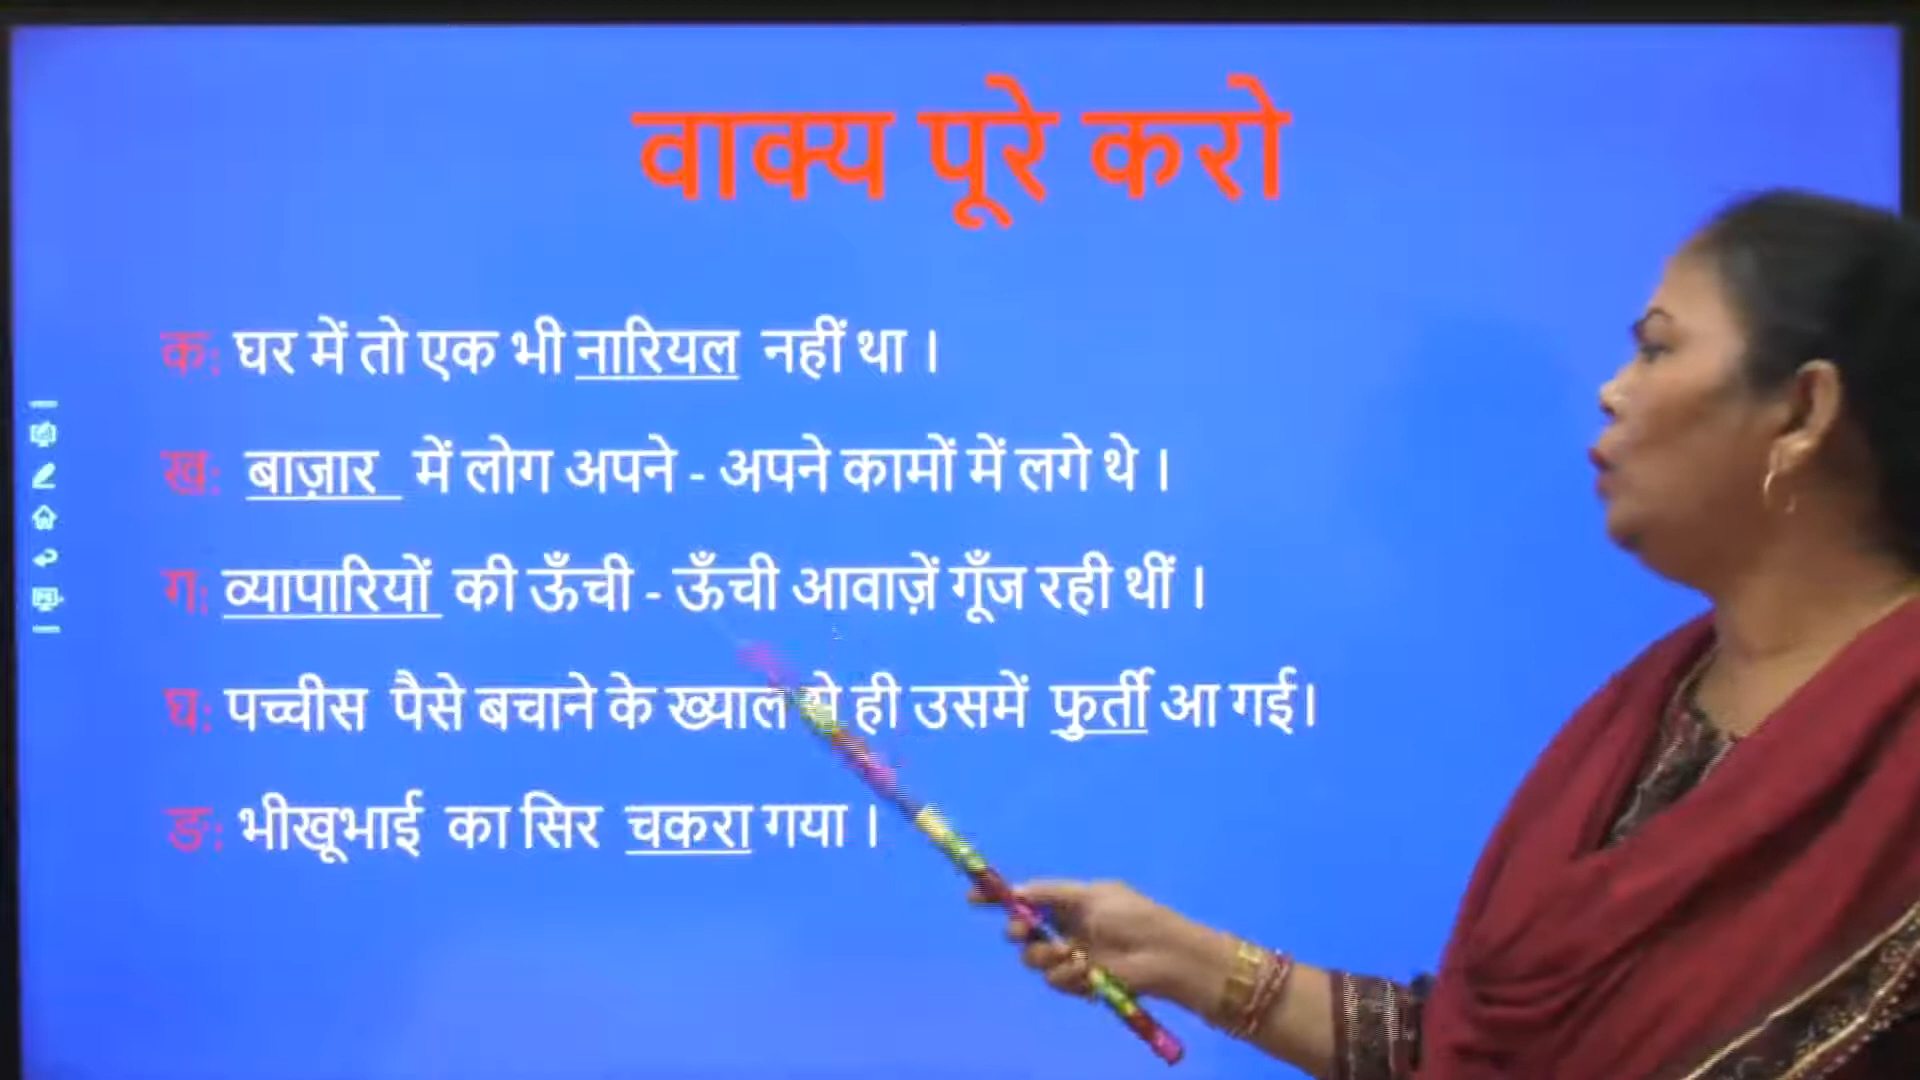 वाक्य पूरे करो
क: घर में तो एक भी नारियल नहीं था ।
ख: बाज़ार में लोग अपने - अपने कामों में लगे थे ।
ग: व्यापारियों की ऊँची - ऊँची आवाज़ें गूँज रही थीं ।
घ: पच्चीस पैसे बचाने के ख्याल से ही उसमें फुर्ती आ गई।
ङ: भीखूभाई का सिर चकरा गया ।